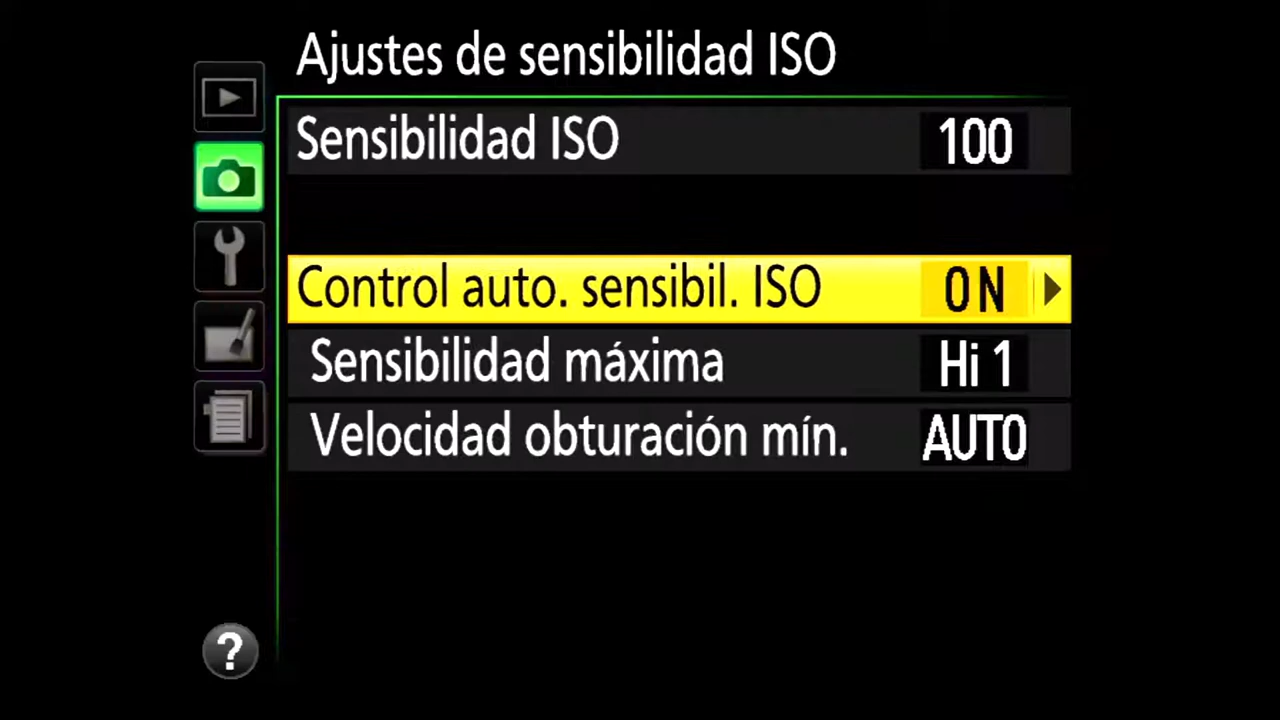 Ajustes de sensibilidad ISO
Sensibilidad ISO 100
Control auto. sensibil. ISO ON
Sensibilidad máxima Hi 1
Velocidad obturación mín. AUTO
?